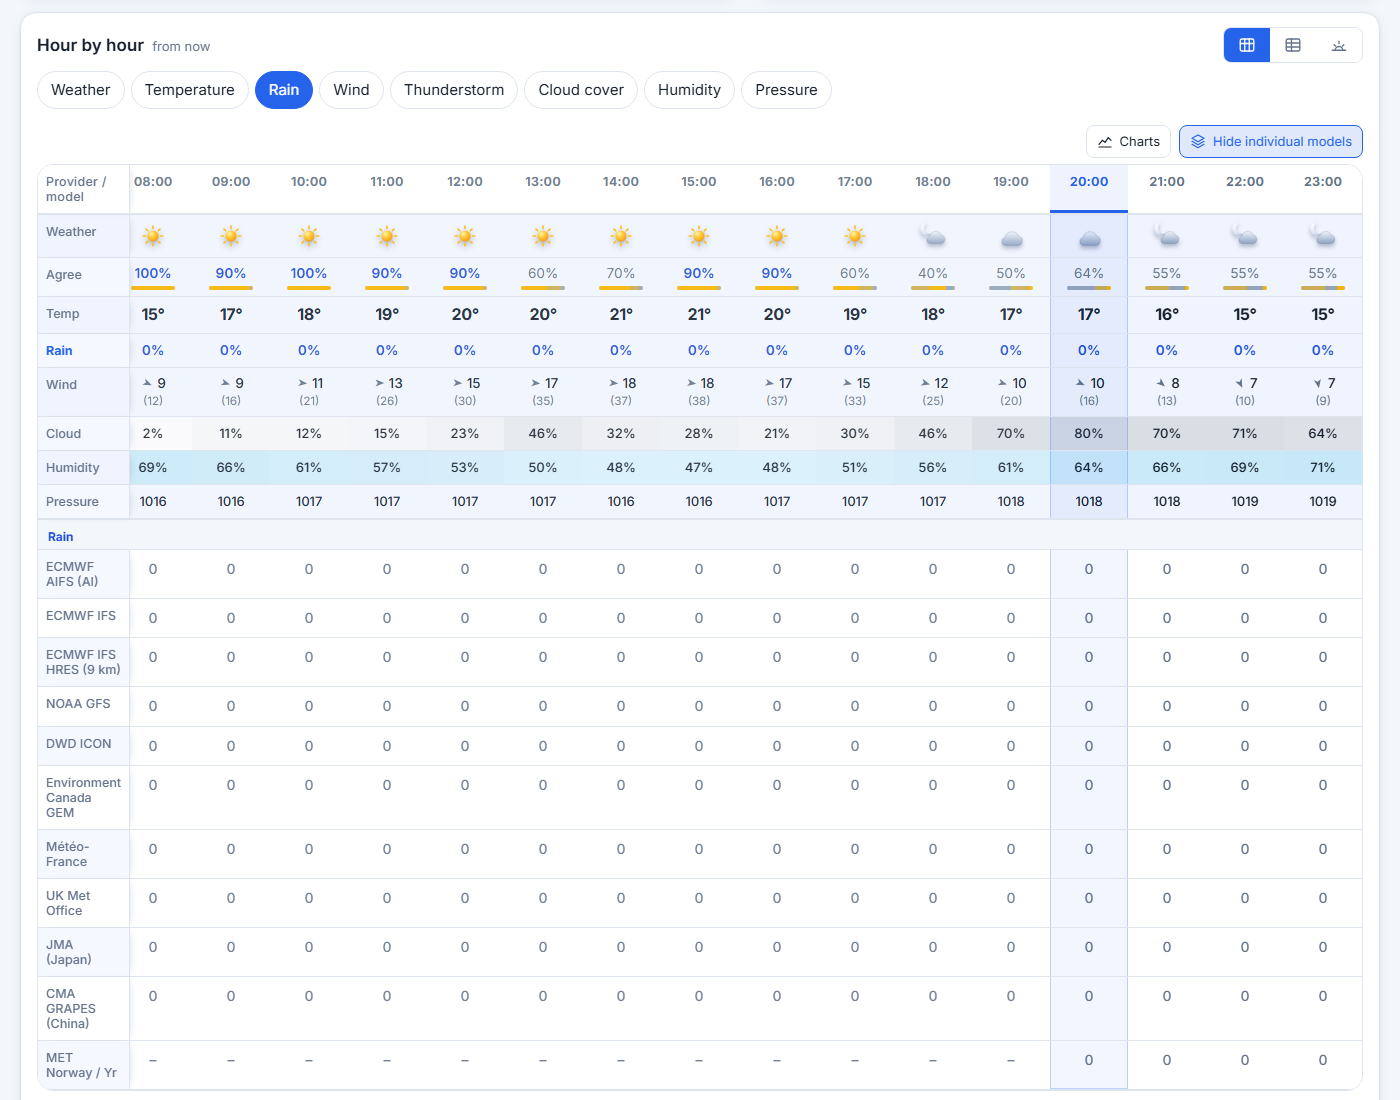 Hour by hour from now
Weather Temperature Rain Wind Thunderstorm Cloud cover Humidity Pressure
Charts Hide individual models
Provider / model 08:00 09:00 10:00 11:00 12:00 13:00 14:00 15:00 16:00 17:00 18:00 19:00 20:00 21:00 22:00 23:00
Weather
Agree 100% 90% 100% 90% 90% 60% 70% 90% 90% 60% 40% 50% 64% 55% 55% 55%
Temp 15° 17° 18° 19° 20° 20° 21° 21° 20° 19° 18° 17° 17° 16° 15° 15°
Rain 0% 0% 0% 0% 0% 0% 0% 0% 0% 0% 0% 0% 0% 0% 0% 0%
Wind 9 9 11 13 15 17 18 18 17 15 12 10 10 8 7 7
(12) (16) (21) (26) (30) (35) (37) (38) (37) (33) (25) (20) (16) (13) (10) (9)
Cloud 2% 11% 12% 15% 23% 46% 32% 28% 21% 30% 46% 70% 80% 70% 71% 64%
Humidity 69% 66% 61% 57% 53% 50% 48% 47% 48% 51% 56% 61% 64% 66% 69% 71%
Pressure 1016 1016 1017 1017 1017 1017 1016 1016 1017 1017 1017 1018 1018 1018 1019 1019
Rain
ECMWF AIFS (AI) 0 0 0 0 0 0 0 0 0 0 0 0 0 0 0 0
ECMWF IFS 0 0 0 0 0 0 0 0 0 0 0 0 0 0 0 0
ECMWF IFS HRES (9 km) 0 0 0 0 0 0 0 0 0 0 0 0 0 0 0 0
NOAA GFS 0 0 0 0 0 0 0 0 0 0 0 0 0 0 0 0
DWD ICON 0 0 0 0 0 0 0 0 0 0 0 0 0 0 0 0
Environment Canada GEM 0 0 0 0 0 0 0 0 0 0 0 0 0 0 0 0
Météo-France 0 0 0 0 0 0 0 0 0 0 0 0 0 0 0 0
UK Met Office 0 0 0 0 0 0 0 0 0 0 0 0 0 0 0 0
JMA (Japan) 0 0 0 0 0 0 0 0 0 0 0 0 0 0 0 0
CMA GRAPES (China) 0 0 0 0 0 0 0 0 0 0 0 0 0 0 0 0
MET Norway / Yr – – – – – – – – – – – – 0 0 0 0